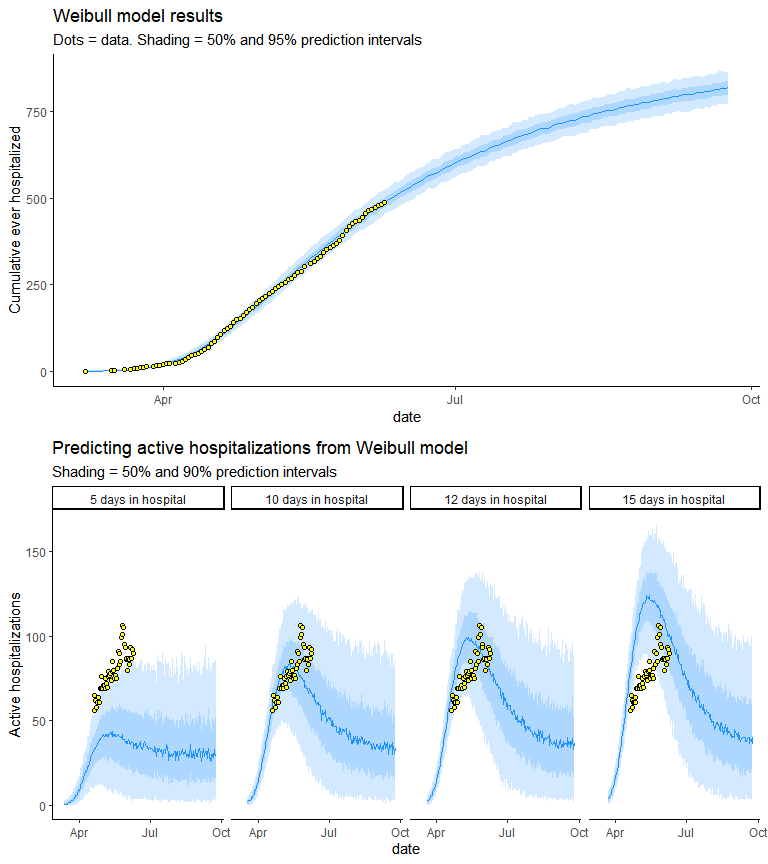 Weibull model results
Dots = data. Shading = 50% and 95% prediction intervals
Cumulative ever hospitalized
750
500
250
0
Apr
Jul
Oct
date
Predicting active hospitalizations from Weibull model
Shading = 50% and 90% prediction intervals
5 days in hospital
10 days in hospital
12 days in hospital
15 days in hospital
Active hospitalizations
150
100
50
0
Apr
Jul
Oct
Apr
Jul
Oct
Apr
Jul
Oct
Apr
Jul
Oct
date